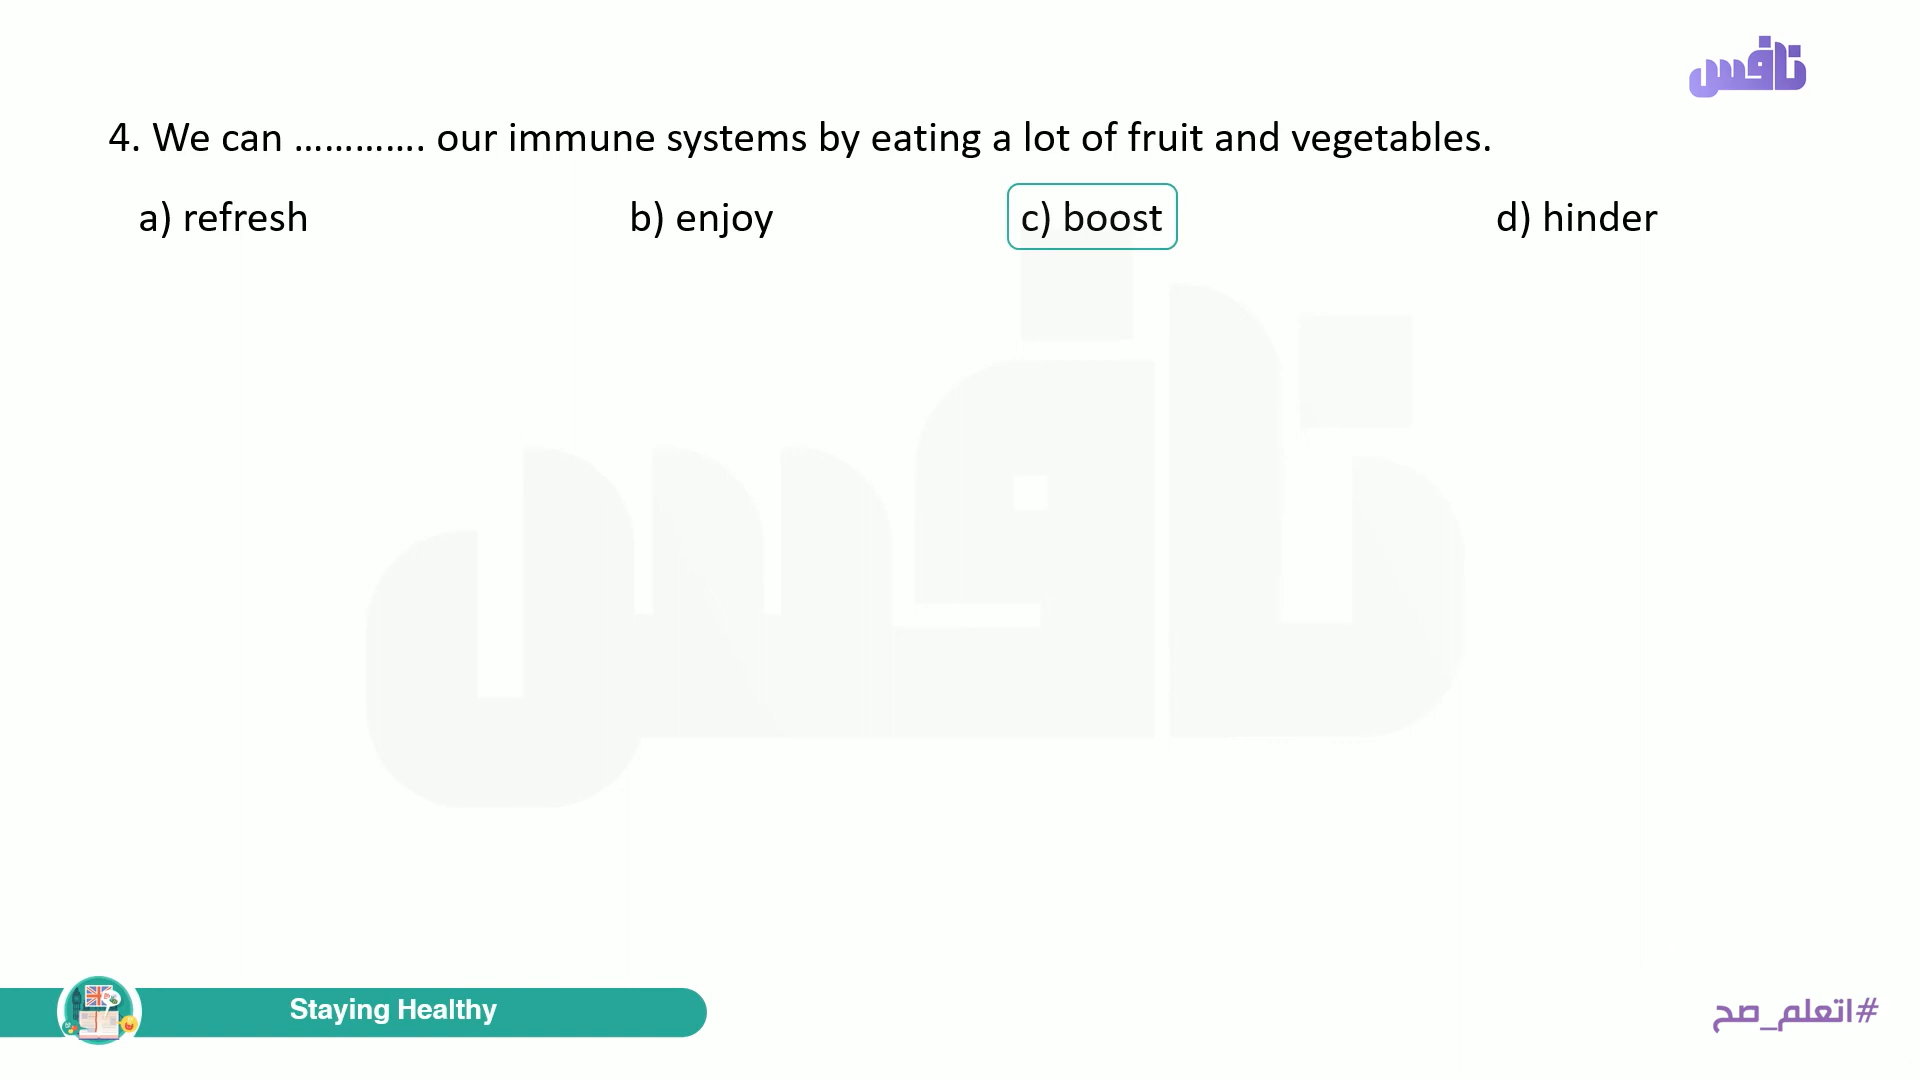 نافس
4. We can …………. our immune systems by eating a lot of fruit and vegetables.
a) refresh b) enjoy c) boost d) hinder
نافس
Staying Healthy
#اتعلم_صح